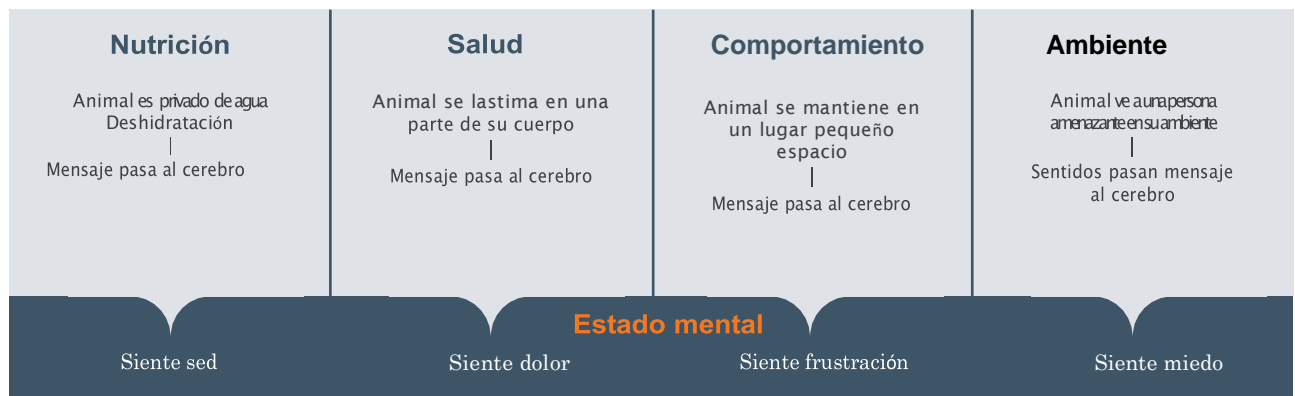 Nutrición
Animal es privado de agua
Deshidratación
Mensaje pasa al cerebro
Salud
Animal se lastima en una
parte de su cuerpo
Mensaje pasa al cerebro
Comportamiento
Animal se mantiene en
un lugar pequeño
espacio
Mensaje pasa al cerebro
Ambiente
Animal ve a una persona
amenazante en su ambiente
Sentidos pasan mensaje
al cerebro
Estado mental
Siente sed
Siente dolor
Siente frustración
Siente miedo